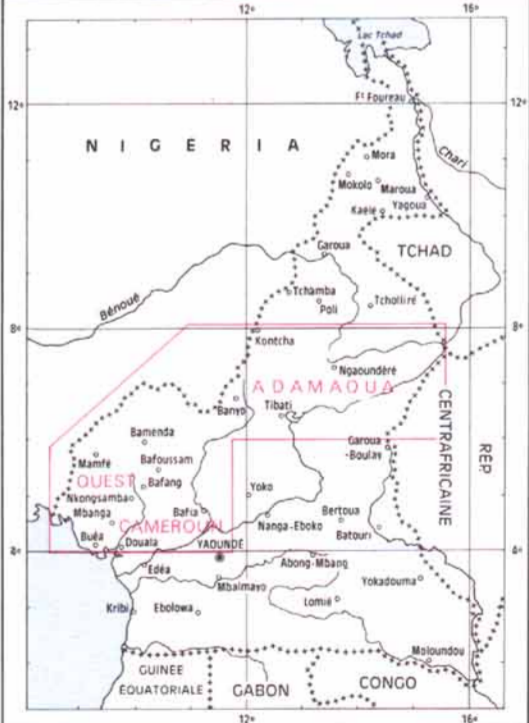 12°
16°
Lac Tchad
12°
12°
Fᵗ Foureau
NIGERIA
Chari
Mora
Mokolo
Maroua
Yagoua
Kaélé
TCHAD
Garoua
Tchamba
Tcholliré
Poli
Bénoué
8°
8°
Kontcha
Ngaoundéré
ADAMAOUA
Banyo
Tibati
CENTRAFRICAINE
RÉP
Bamenda
Garoua
-Boulay
Mamfé
Bafoussam
OUEST
Bafang
Nkongsamba
Yoko
Mbanga
Bafia
CAMEROUN
Nanga-Eboko
Bertoua
Batouri
Buéa
Douala
YAOUNDÉ
4°
4°
Edéa
Abong-Mbang
Mbalmayo
Yokadouma
Lomié
Kribi
Ebolowa
Moloundou
GUINÉE
ÉQUATORIALE
GABON
CONGO
12°
16°